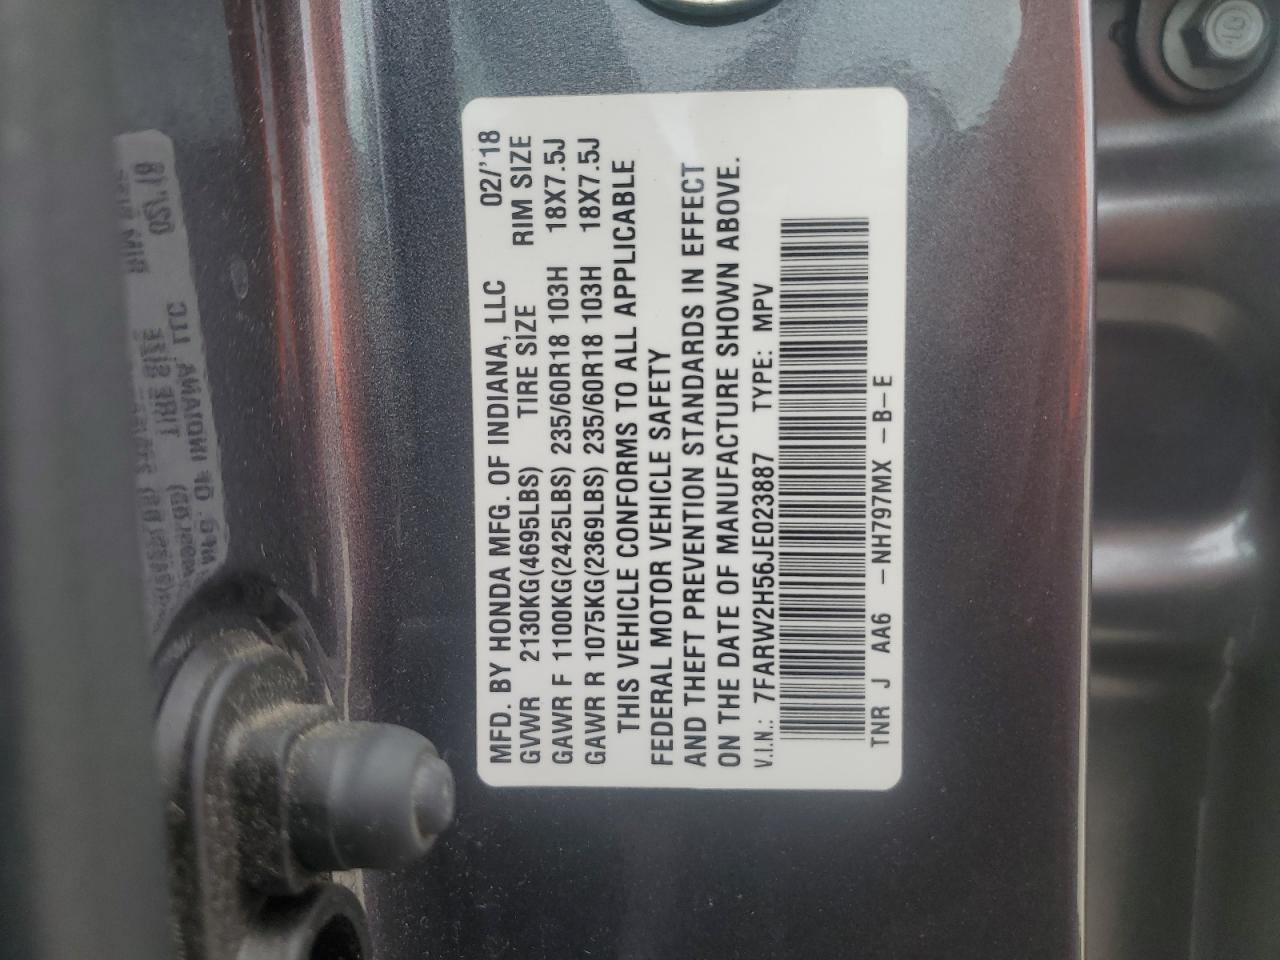 MFD. BY HONDA MFG. OF INDIANA, LLC 02/'18
GVWR 2130KG(4695LBS) TIRE SIZE RIM SIZE
GAWR F 1100KG(2425LBS) 235/60R18 103H 18X7.5J
GAWR R 1075KG(2369LBS) 235/60R18 103H 18X7.5J
THIS VEHICLE CONFORMS TO ALL APPLICABLE
FEDERAL MOTOR VEHICLE SAFETY
AND THEFT PREVENTION STANDARDS IN EFFECT
ON THE DATE OF MANUFACTURE SHOWN ABOVE.
V.I.N.: 7FARW2H56JE023887 TYPE: MPV
TNR J AA6 -NH797MX -B-E
10